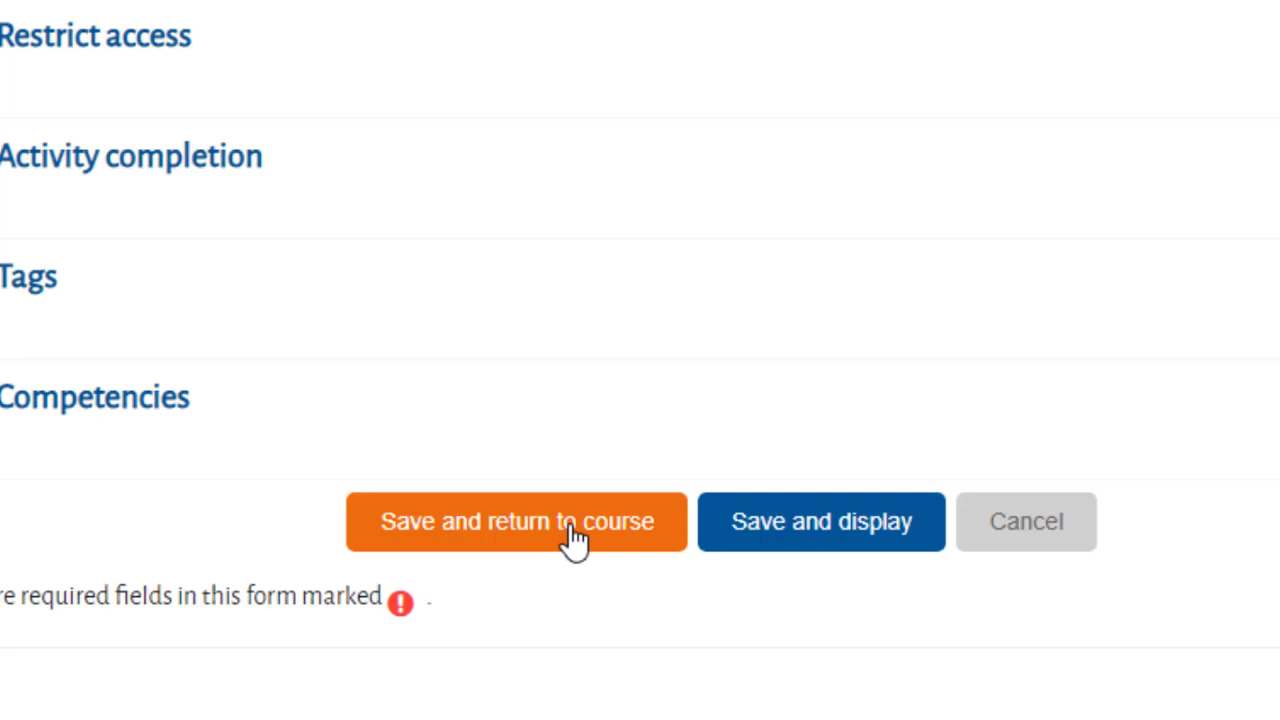 Restrict access
Activity completion
Tags
Competencies
Save and return to course Save and display Cancel
required fields in this form marked .